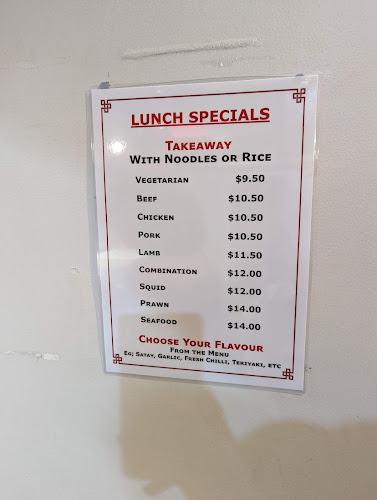 LUNCH SPECIALS
TAKEAWAY
WITH NOODLES OR RICE
VEGETARIAN $9.50
BEEF $10.50
CHICKEN $10.50
PORK $10.50
LAMB $11.50
COMBINATION $12.00
SQUID $12.00
PRAWN $14.00
SEAFOOD $14.00
CHOOSE YOUR FLAVOUR
FROM THE MENU
EG; SATAY, GARLIC, FRESH CHILLI, TERIYAKI, ETC